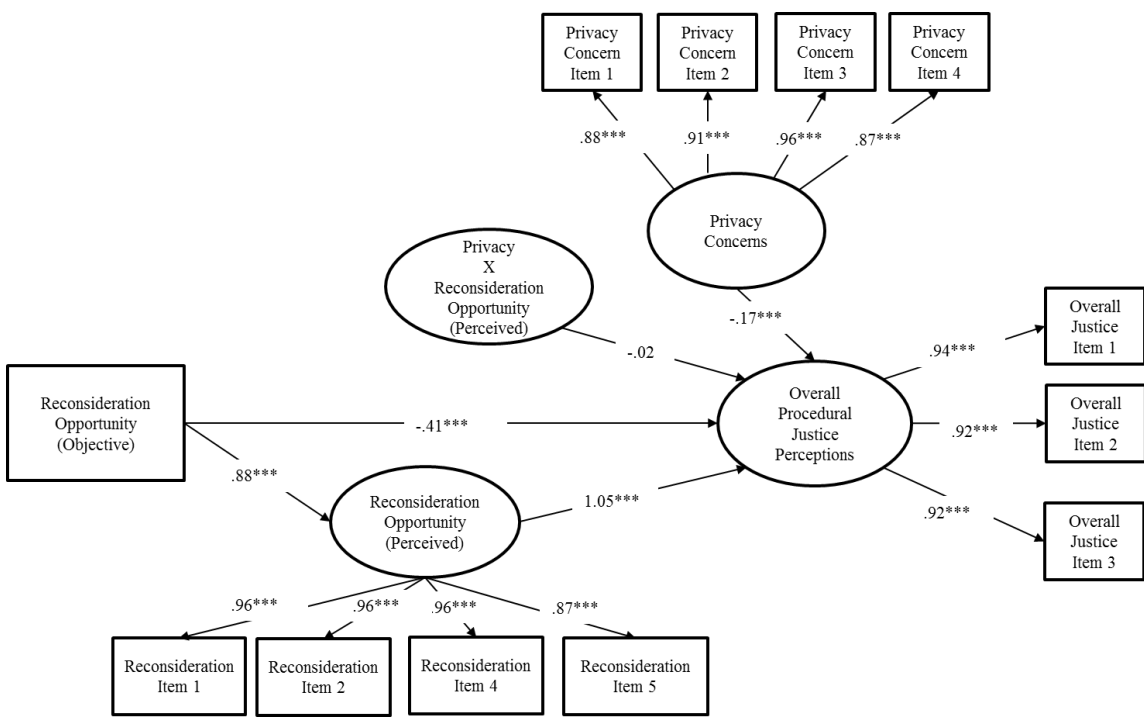 Privacy
Concern
Item 1
Privacy
Concern
Item 2
Privacy
Concern
Item 3
Privacy
Concern
Item 4
.88***
.91***
.96***
.87***
Privacy
Concerns
Privacy
X
Reconsideration
Opportunity
(Perceived)
-.17***
-.02
Overall
Justice
Item 1
.94***
Reconsideration
Opportunity
(Objective)
-.41***
Overall
Procedural
Justice
Perceptions
.92***
Overall
Justice
Item 2
.88***
Reconsideration
Opportunity
(Perceived)
1.05***
.92***
Overall
Justice
Item 3
.96***
.96***
.96***
.87***
Reconsideration
Item 1
Reconsideration
Item 2
Reconsideration
Item 4
Reconsideration
Item 5